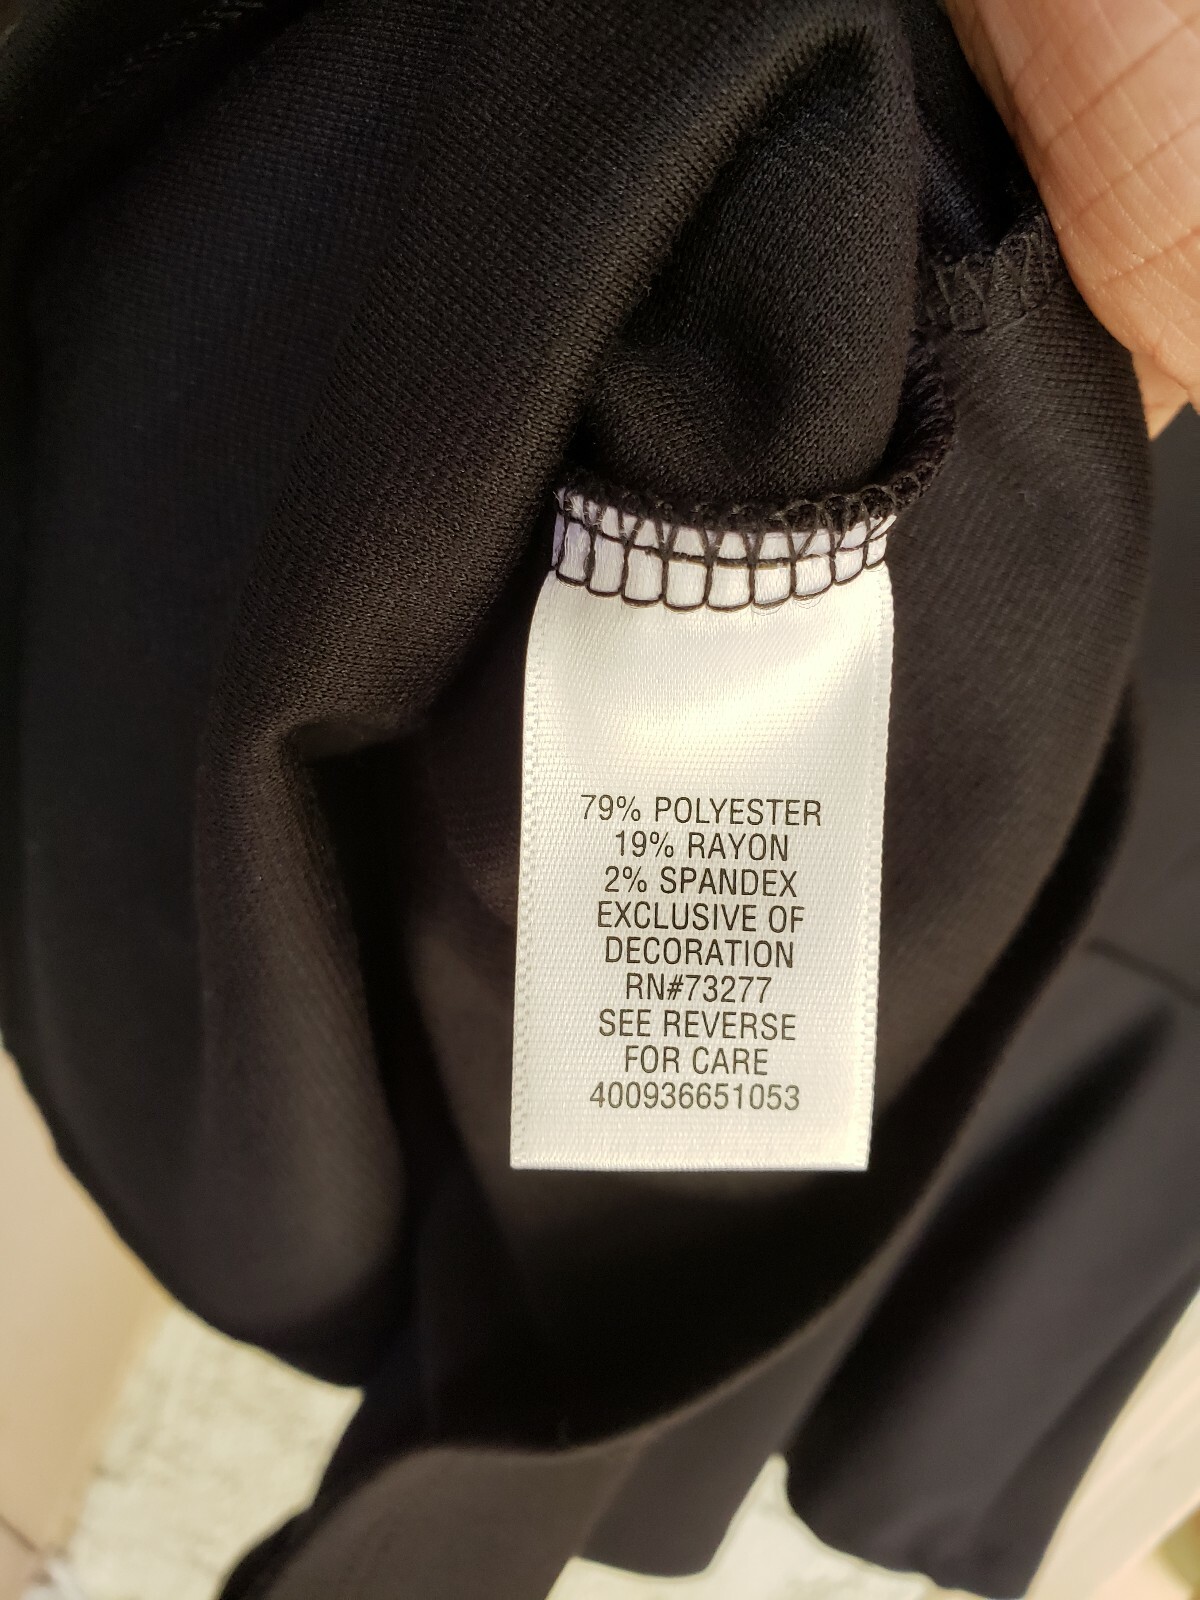 79% POLYESTER
19% RAYON
2% SPANDEX
EXCLUSIVE OF
DECORATION
RN#73277
SEE REVERSE
FOR CARE
400936651053